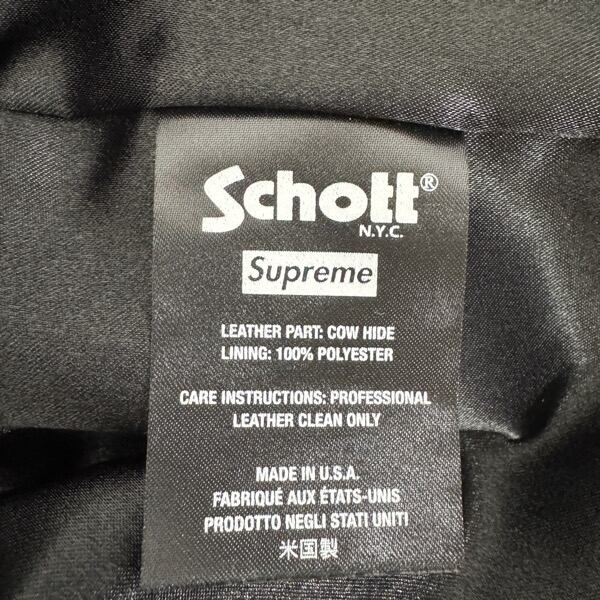 Schott®
N.Y.C.
Supreme
LEATHER PART: COW HIDE
LINING: 100% POLYESTER
CARE INSTRUCTIONS: PROFESSIONAL
LEATHER CLEAN ONLY
MADE IN U.S.A.
FABRIQUÉ AUX ÉTATS-UNIS
PRODOTTO NEGLI STATI UNITI
米国製